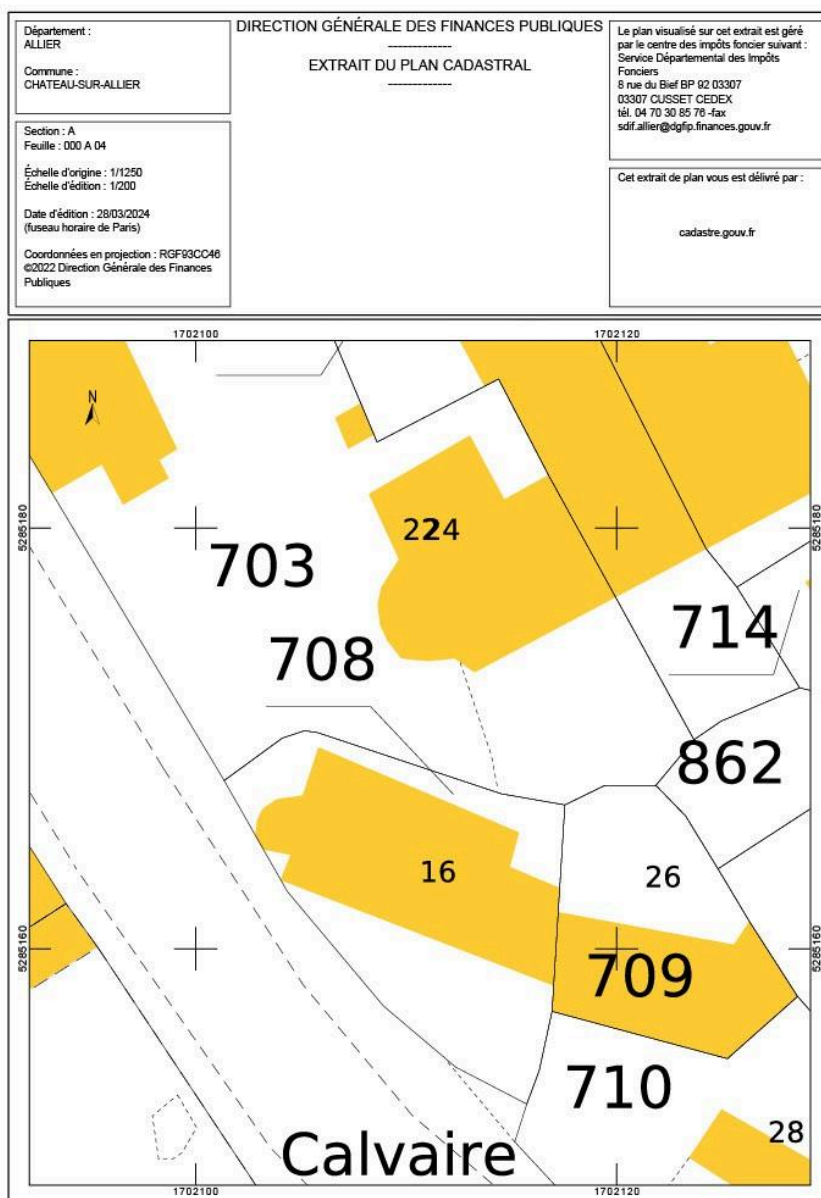 Département :
ALLIER
Commune :
CHATEAU-SUR-ALLIER
Section : A
Feuille : 000 A 04
Échelle d'origine : 1/1250
Échelle d'édition : 1/200
Date d'édition : 28/03/2024
(fuseau horaire de Paris)
Coordonnées en projection : RGF93CC46
©2022 Direction Générale des Finances
Publiques
DIRECTION GÉNÉRALE DES FINANCES PUBLIQUES
-------------
EXTRAIT DU PLAN CADASTRAL
-------------
Le plan visualisé sur cet extrait est géré
par le centre des impôts foncier suivant :
Service Départemental des Impôts
Fonciers
8 rue du Bief BP 92 03307
03307 CUSSET CEDEX
tél. 04 70 30 85 76 -fax
sdif.allier@dgfip.finances.gouv.fr
Cet extrait de plan vous est délivré par :
cadastre.gouv.fr
1702100
1702120
N
5285180
224
5285180
703
714
708
862
16
26
5285160
709
5285160
710
28
Calvaire
1702100
1702120